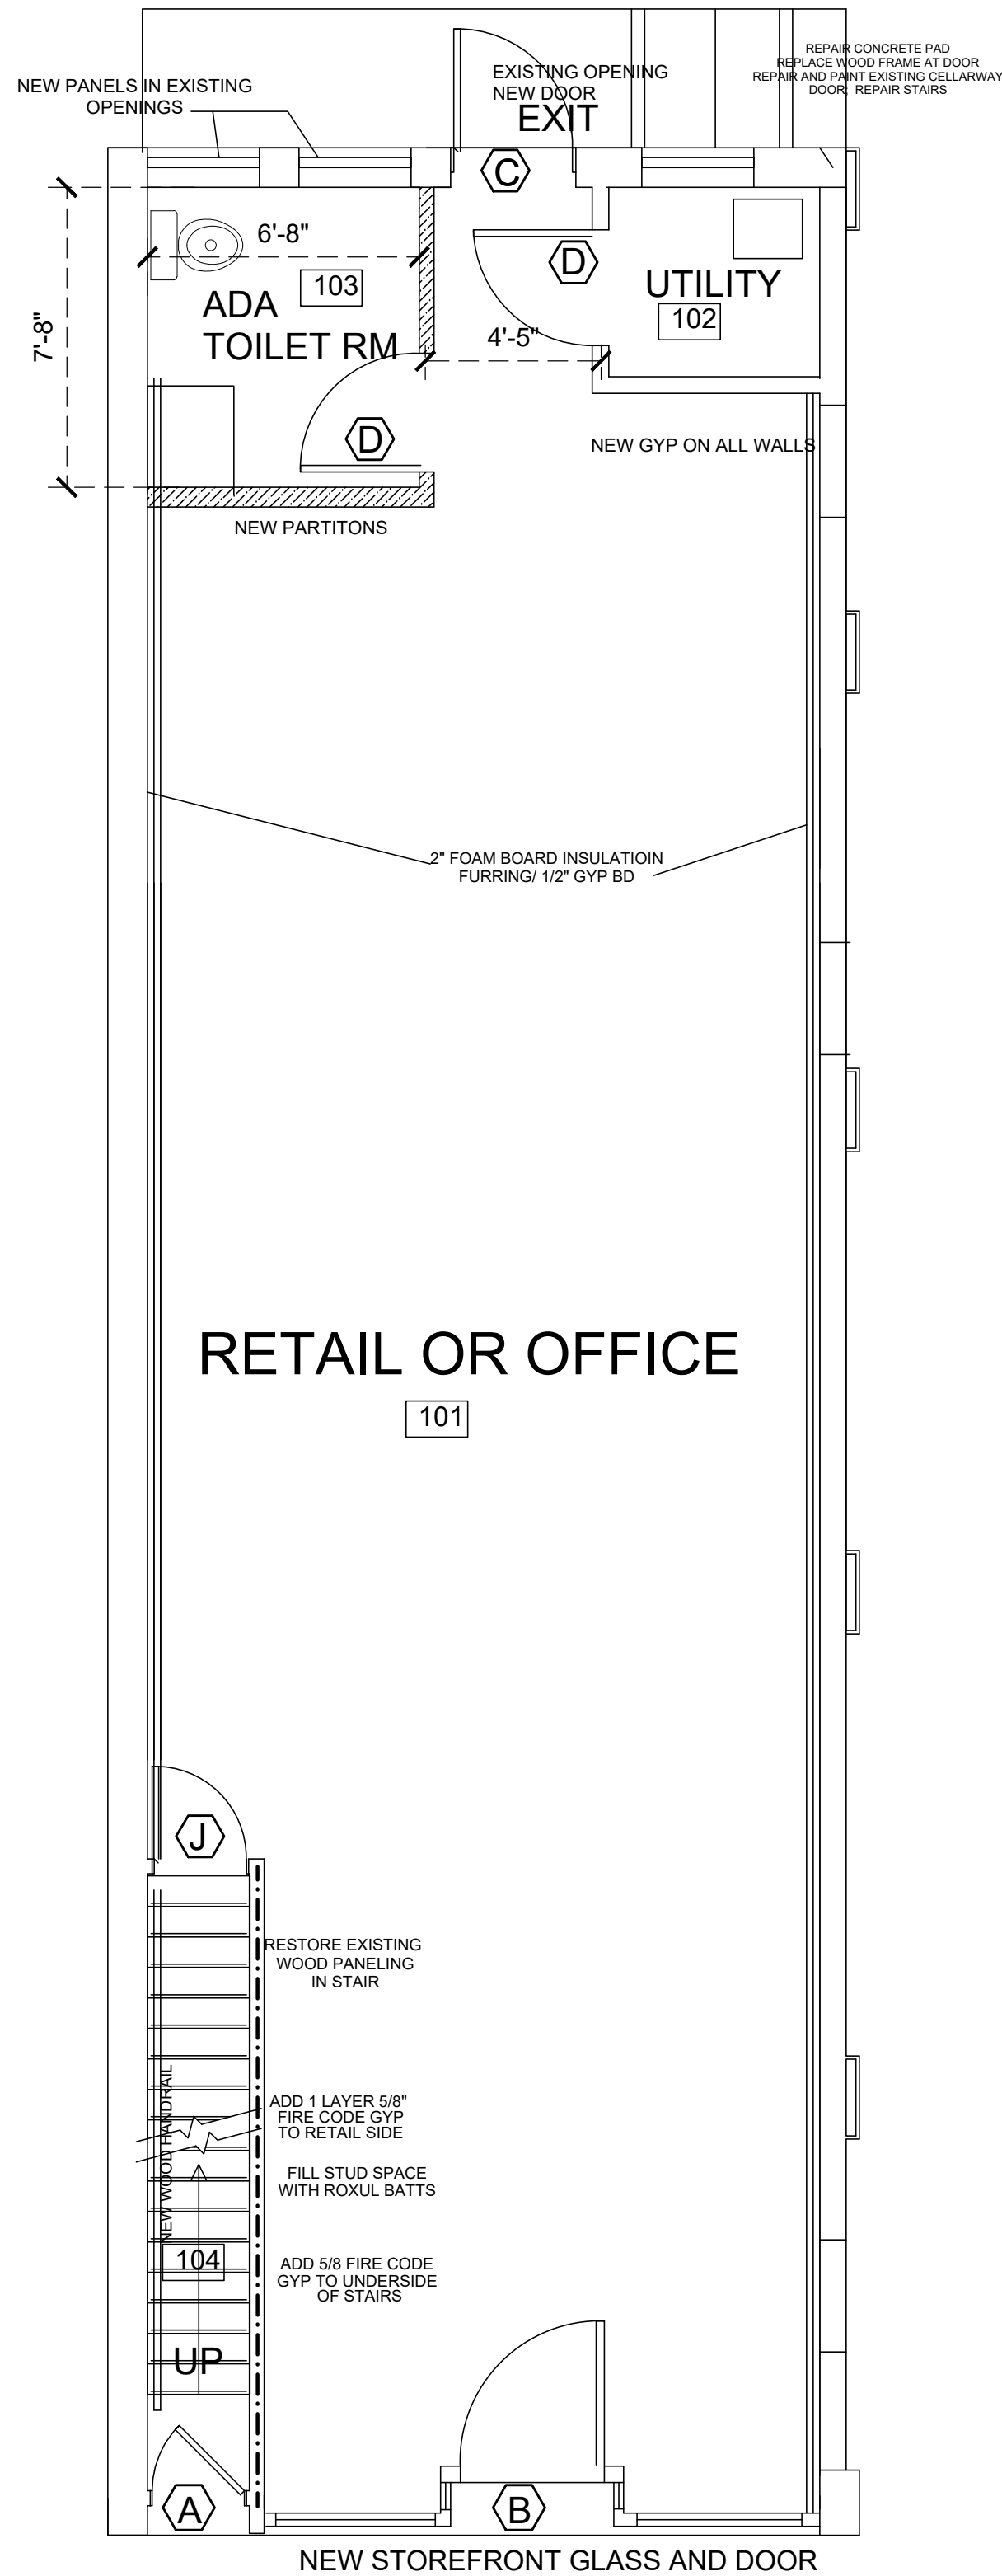 REPAIR CONCRETE PAD
REPLACE WOOD FRAME AT DOOR
REPAIR AND PAINT EXISTING CELLARWAY
DOOR; REPAIR STAIRS
NEW PANELS IN EXISTING
OPENINGS
EXISTING OPENING
NEW DOOR
EXIT
C
6'-8"
103
ADA
TOILET RM
7'-8"
D
UTILITY
102
4'-5"
D
NEW GYP ON ALL WALLS
NEW PARTITONS
2" FOAM BOARD INSULATIOIN
FURRING/ 1/2" GYP BD
RETAIL OR OFFICE
101
J
RESTORE EXISTING
WOOD PANELING
IN STAIR
NEW WOOD HANDRAIL
ADD 1 LAYER 5/8"
FIRE CODE GYP
TO RETAIL SIDE
FILL STUD SPACE
WITH ROXUL BATTS
104
ADD 5/8 FIRE CODE
GYP TO UNDERSIDE
OF STAIRS
UP
A
B
NEW STOREFRONT GLASS AND DOOR